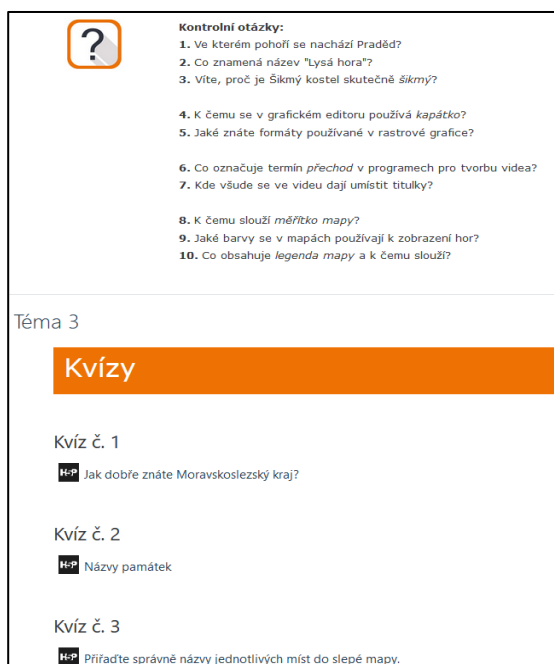 ?
Kontrolní otázky:
1. Ve kterém pohoří se nachází Praděd?
2. Co znamená název "Lysá hora"?
3. Víte, proč je Šikmý kostel skutečně šikmý?
4. K čemu se v grafickém editoru používá kapátko?
5. Jaké znáte formáty používané v rastrové grafice?
6. Co označuje termín přechod v programech pro tvorbu videa?
7. Kde všude se ve videu dají umístit titulky?
8. K čemu slouží měřítko mapy?
9. Jaké barvy se v mapách používají k zobrazení hor?
10. Co obsahuje legenda mapy a k čemu slouží?
Téma 3
Kvízy
Kvíz č. 1
H-P Jak dobře znáte Moravskoslezský kraj?
Kvíz č. 2
H-P Názvy památek
Kvíz č. 3
H-P Přiřaďte správně názvy jednotlivých míst do slepé mapy.